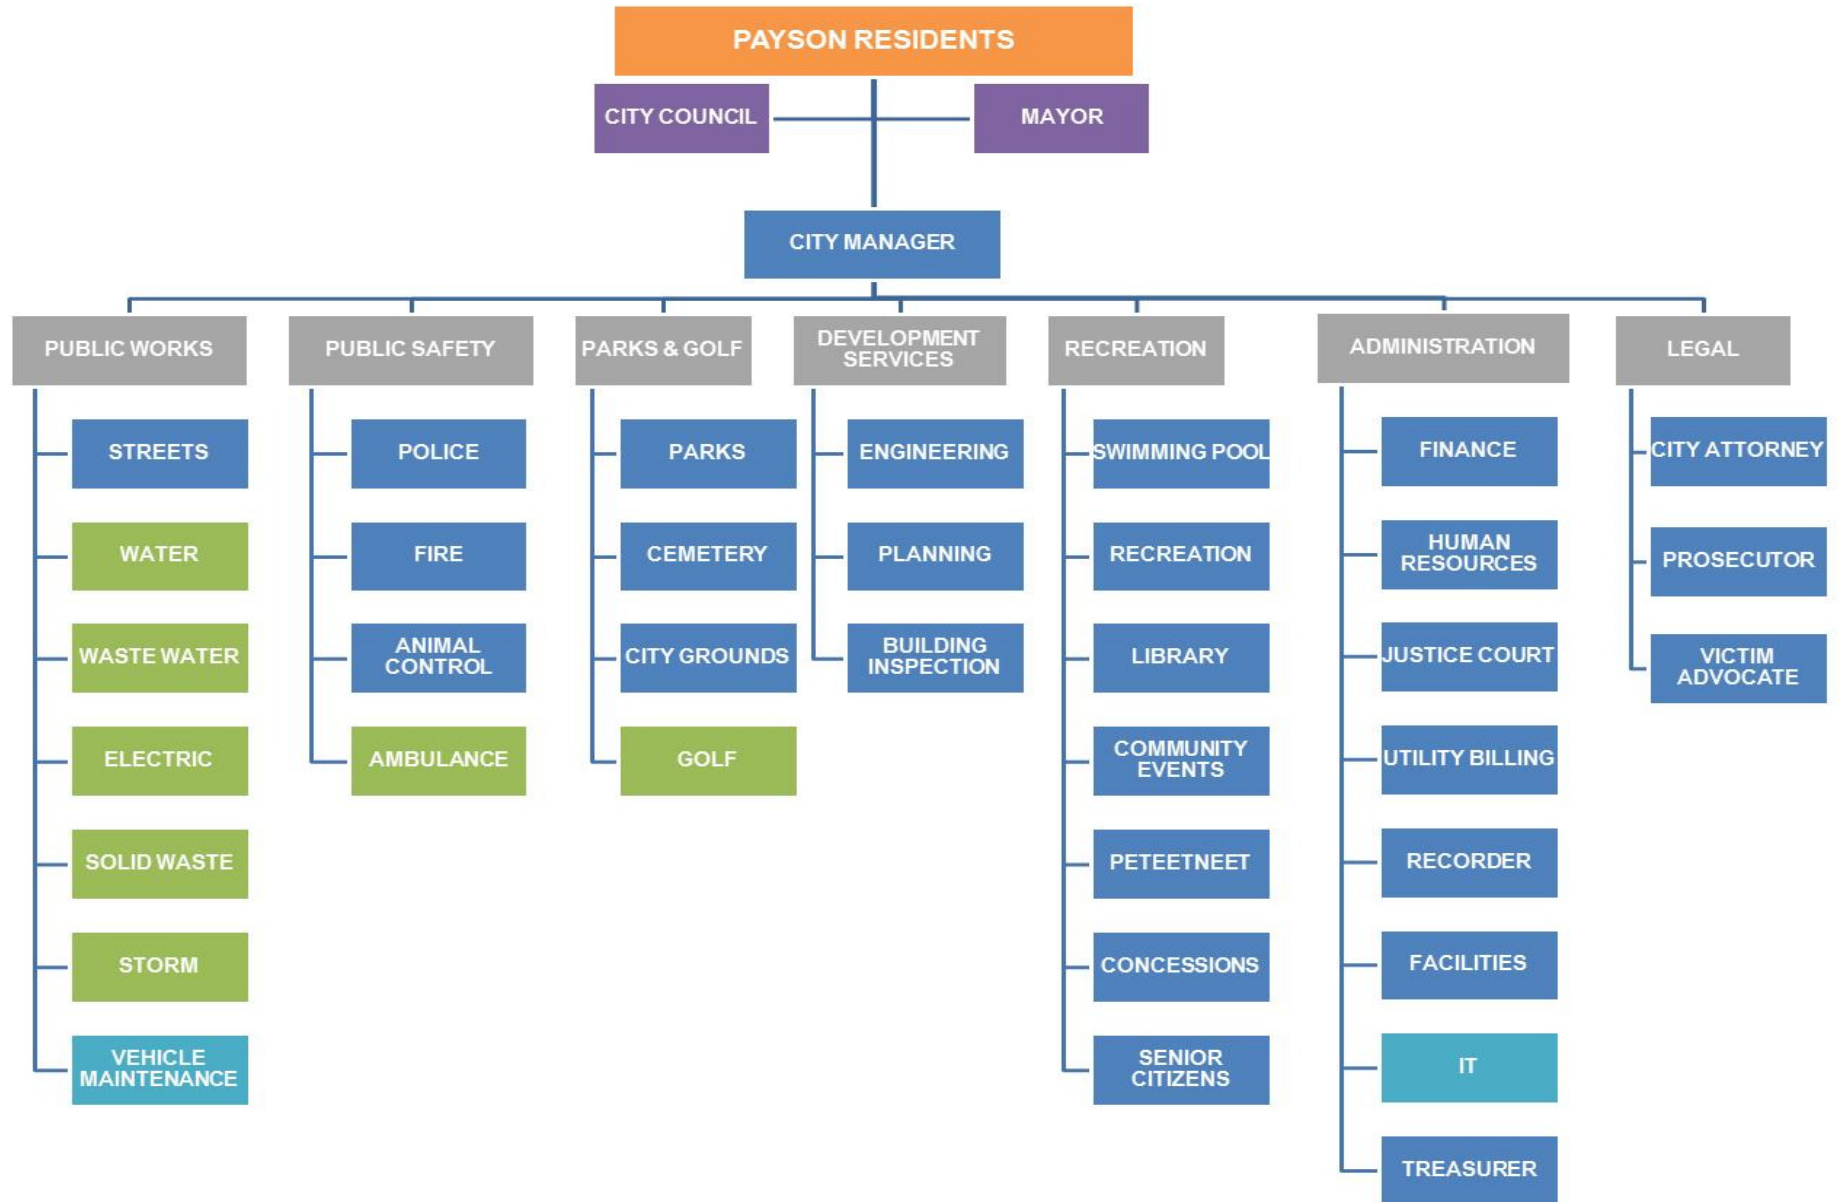 PAYSON RESIDENTS
CITY COUNCIL
MAYOR
CITY MANAGER
PUBLIC WORKS
STREETS
WATER
WASTE WATER
ELECTRIC
SOLID WASTE
STORM
VEHICLE
MAINTENANCE
PUBLIC SAFETY
POLICE
FIRE
ANIMAL
CONTROL
AMBULANCE
PARKS & GOLF
PARKS
CEMETERY
CITY GROUNDS
GOLF
DEVELOPMENT
SERVICES
ENGINEERING
PLANNING
BUILDING
INSPECTION
RECREATION
SWIMMING POOL
RECREATION
LIBRARY
COMMUNITY
EVENTS
PETEETNEET
CONCESSIONS
SENIOR
CITIZENS
ADMINISTRATION
FINANCE
HUMAN
RESOURCES
JUSTICE COURT
UTILITY BILLING
RECORDER
FACILITIES
IT
TREASURER
LEGAL
CITY ATTORNEY
PROSECUTOR
VICTIM
ADVOCATE